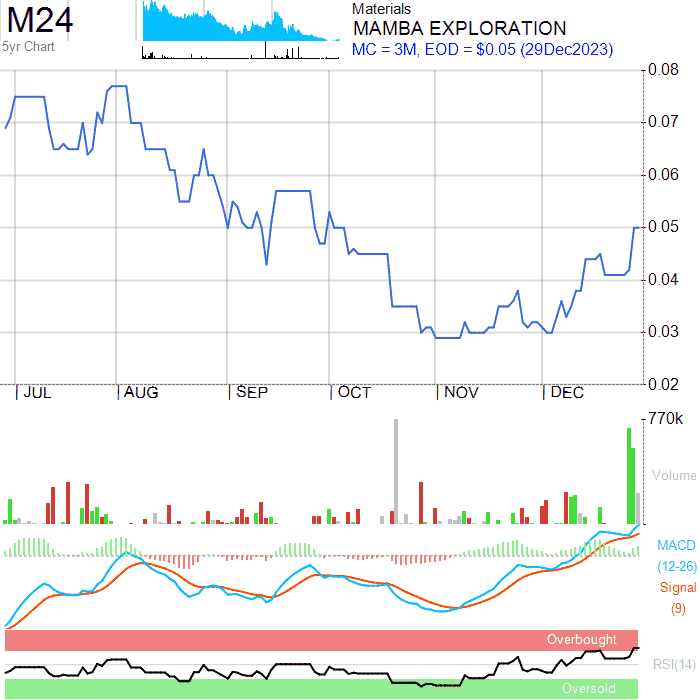 M24
5yr Chart
Materials
MAMBA EXPLORATION
MC = 3M, EOD = $0.05 (29Dec2023)
0.08
0.07
0.06
0.05
0.04
0.03
0.02
JUL AUG SEP OCT NOV DEC
770k
Volume
MACD
(12-26)
Signal
(9)
Overbought
RSI(14)
Oversold